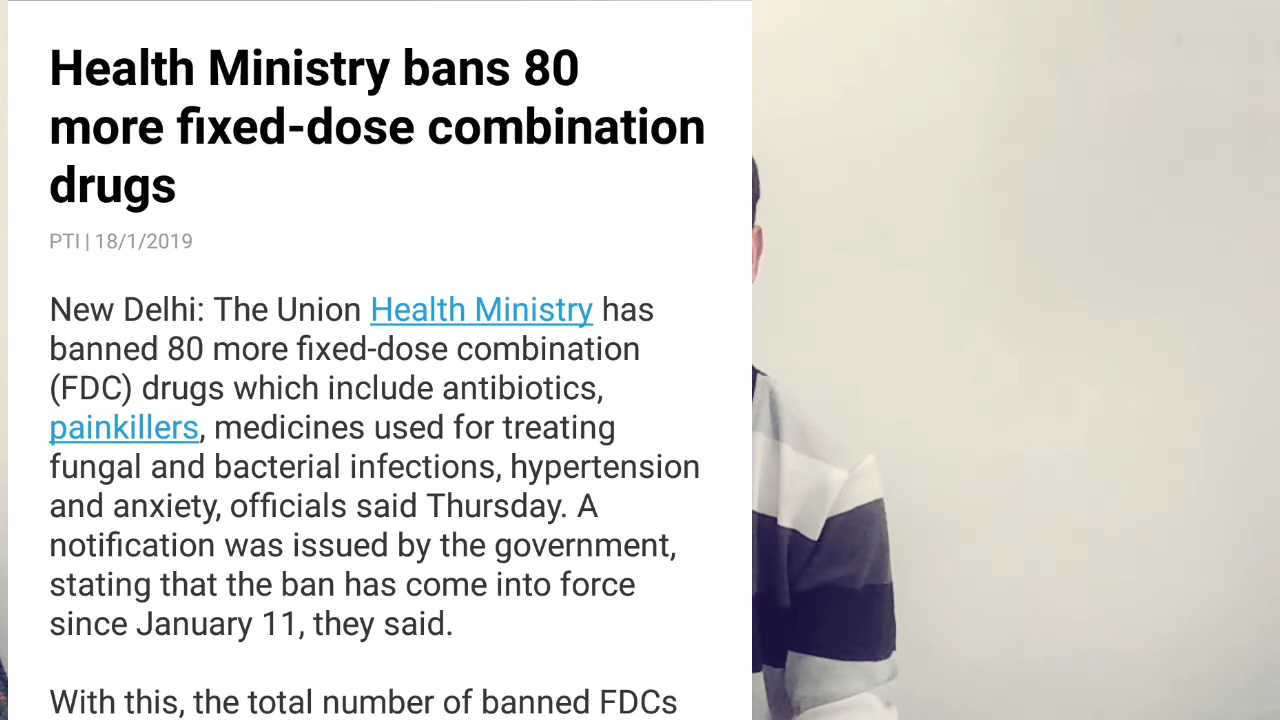 Health Ministry bans 80
more fixed-dose combination
drugs
PTI | 18/1/2019
New Delhi: The Union Health Ministry has
banned 80 more fixed-dose combination
(FDC) drugs which include antibiotics,
painkillers, medicines used for treating
fungal and bacterial infections, hypertension
and anxiety, officials said Thursday. A
notification was issued by the government,
stating that the ban has come into force
since January 11, they said.
With this, the total number of banned FDCs